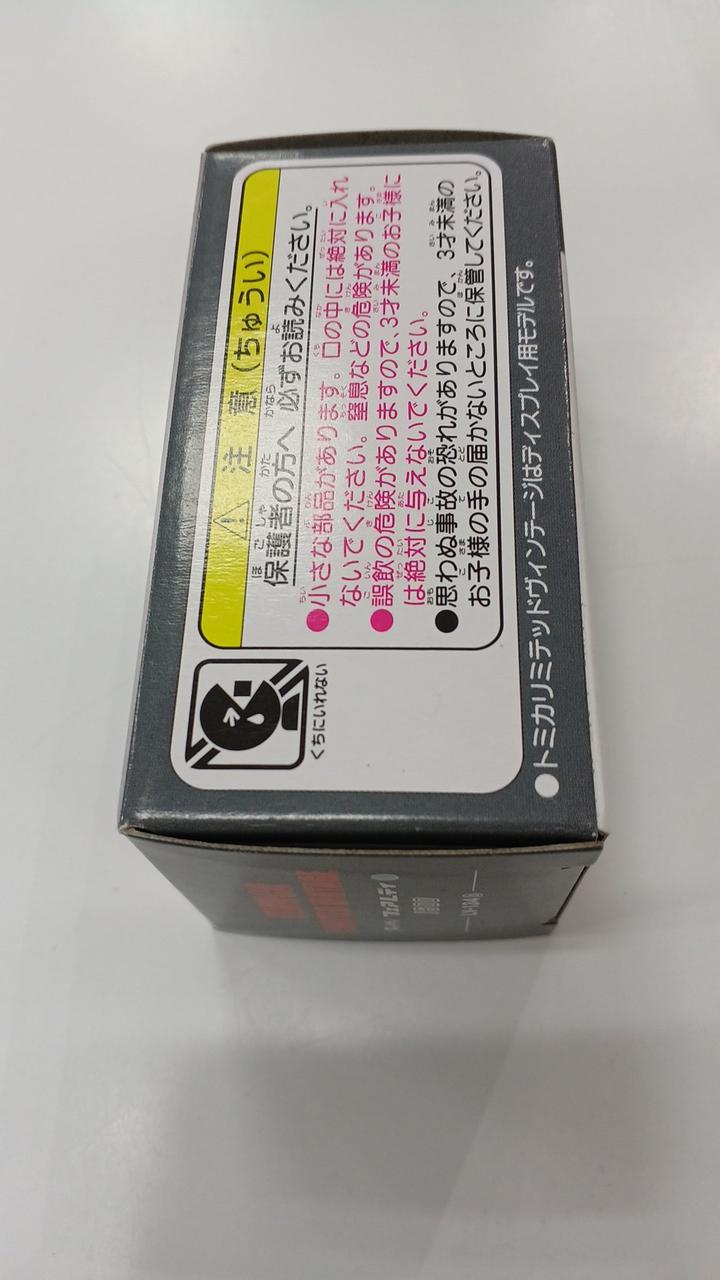 ⚠ 注 意 (ちゅうい)
保護者の方へ 必ずお読みください。
●小さな部品があります。口の中には絶対に入れ
ないでください。窒息などの危険があります。
●誤飲の危険がありますので、3才未満のお子様に
は絶対に与えないでください。
●思わぬ事故の恐れがありますので、3才未満の
お子様の手の届かないところに保管してください。
くちにいれない
●トミカリミテッドヴィンテージはディスプレイ用モデルです。
フェアレディ